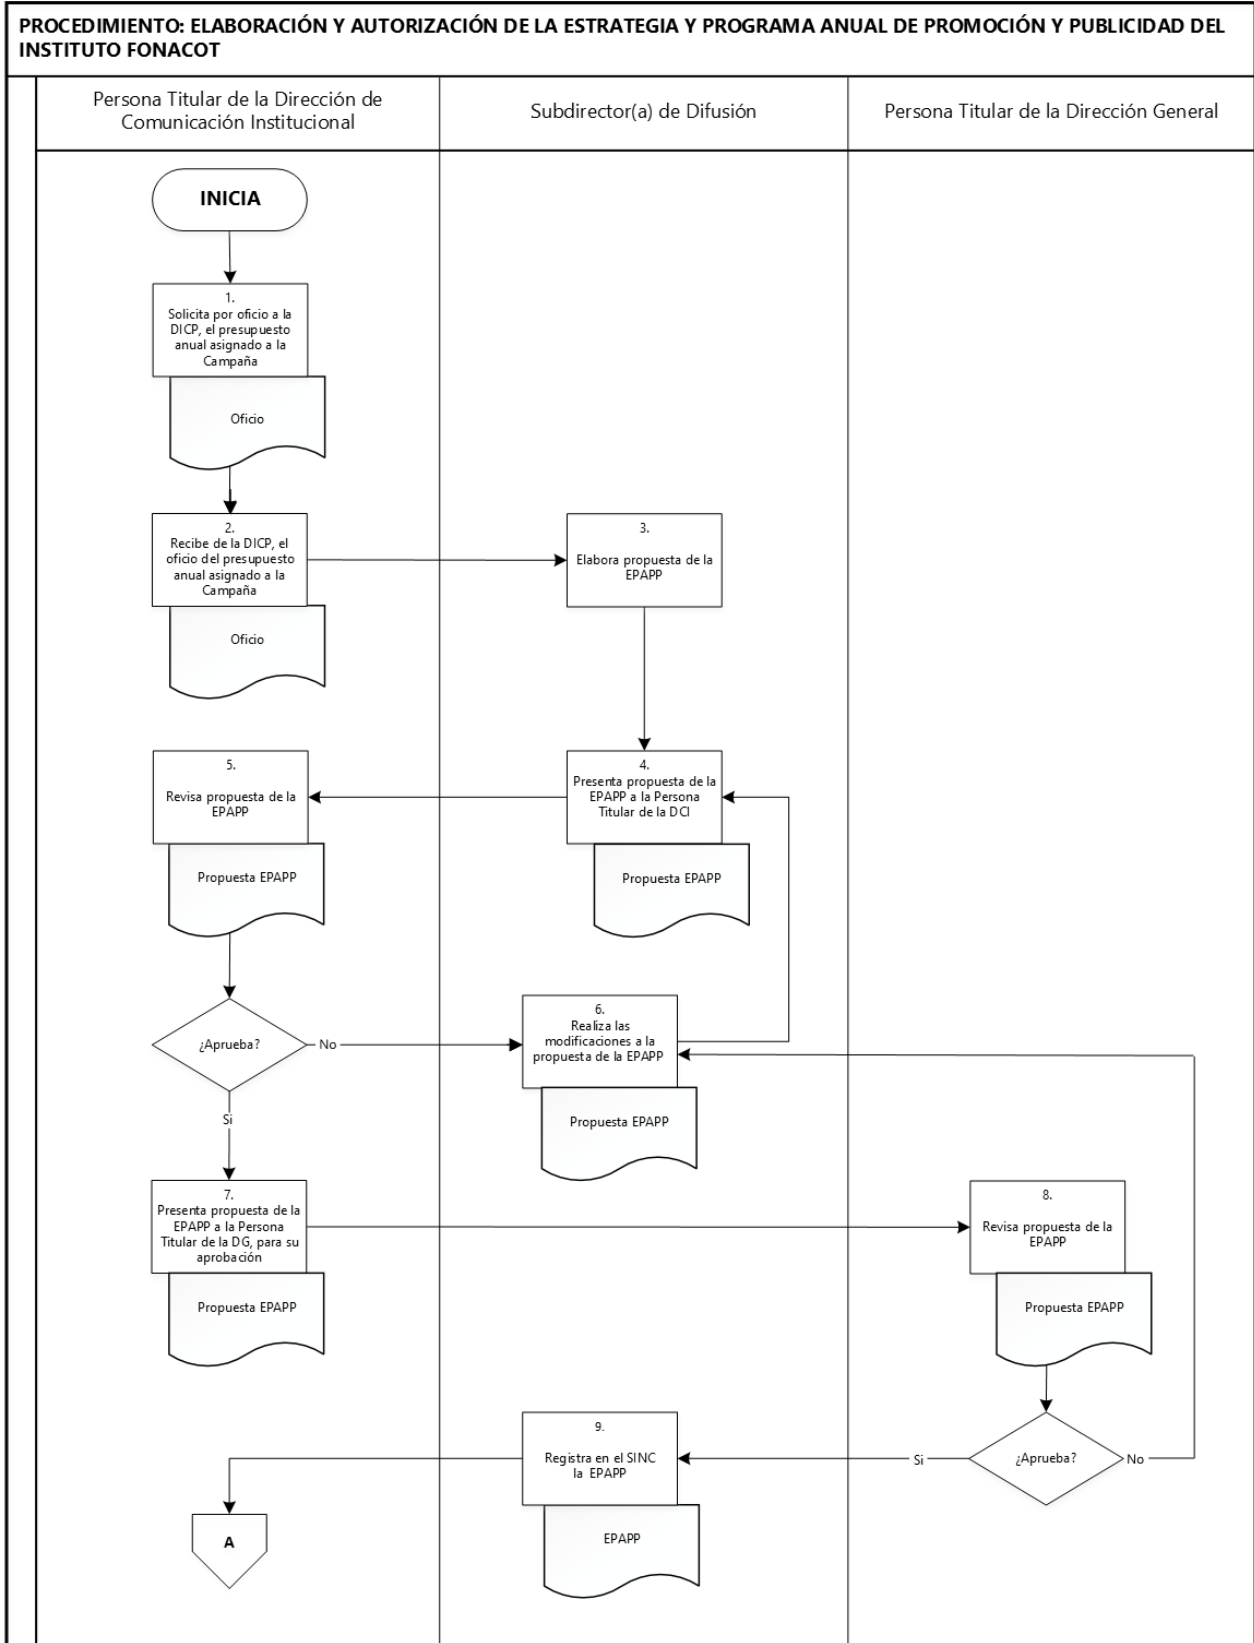 PROCEDIMIENTO: ELABORACIÓN Y AUTORIZACIÓN DE LA ESTRATEGIA Y PROGRAMA ANUAL DE PROMOCIÓN Y PUBLICIDAD DEL
INSTITUTO FONACOT
Persona Titular de la Dirección de
Comunicación Institucional
Subdirector(a) de Difusión
Persona Titular de la Dirección General
INICIA
1.
Solicita por oficio a la
DICP, el presupuesto
anual asignado a la
Campaña
Oficio
2.
Recibe de la DICP, el
oficio del presupuesto
anual asignado a la
Campaña
Oficio
3.
Elabora propuesta de la
EPAPP
4.
Presenta propuesta de la
EPAPP a la Persona
Titular de la DCI
Propuesta EPAPP
5.
Revisa propuesta de la
EPAPP
Propuesta EPAPP
¿Aprueba?
No
Si
6.
Realiza las
modificaciones a la
propuesta de la EPAPP
Propuesta EPAPP
7.
Presenta propuesta de la
EPAPP a la Persona
Titular de la DG, para su
aprobación
Propuesta EPAPP
8.
Revisa propuesta de la
EPAPP
Propuesta EPAPP
¿Aprueba?
No
Si
9.
Registra en el SINC
la EPAPP
EPAPP
A